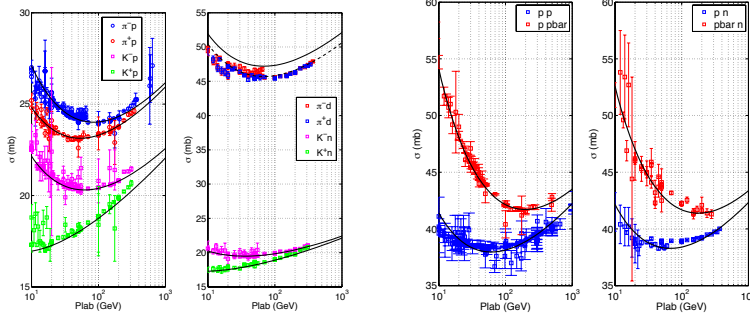 30
25
20
15
σ (mb)
10¹ 10² 10³
Plab (GeV)
π⁻p
π⁺p
K⁻p
K⁺p
55
50
45
40
35
30
25
20
15
σ (mb)
10¹ 10² 10³
Plab (GeV)
π⁻d
π⁺d
K⁻n
K⁺n
60
55
50
45
40
35
σ (mb)
10¹ 10² 10³
Plab (GeV)
p p
p pbar
60
55
50
45
40
35
σ (mb)
10¹ 10² 10³
Plab (GeV)
p n
pbar n